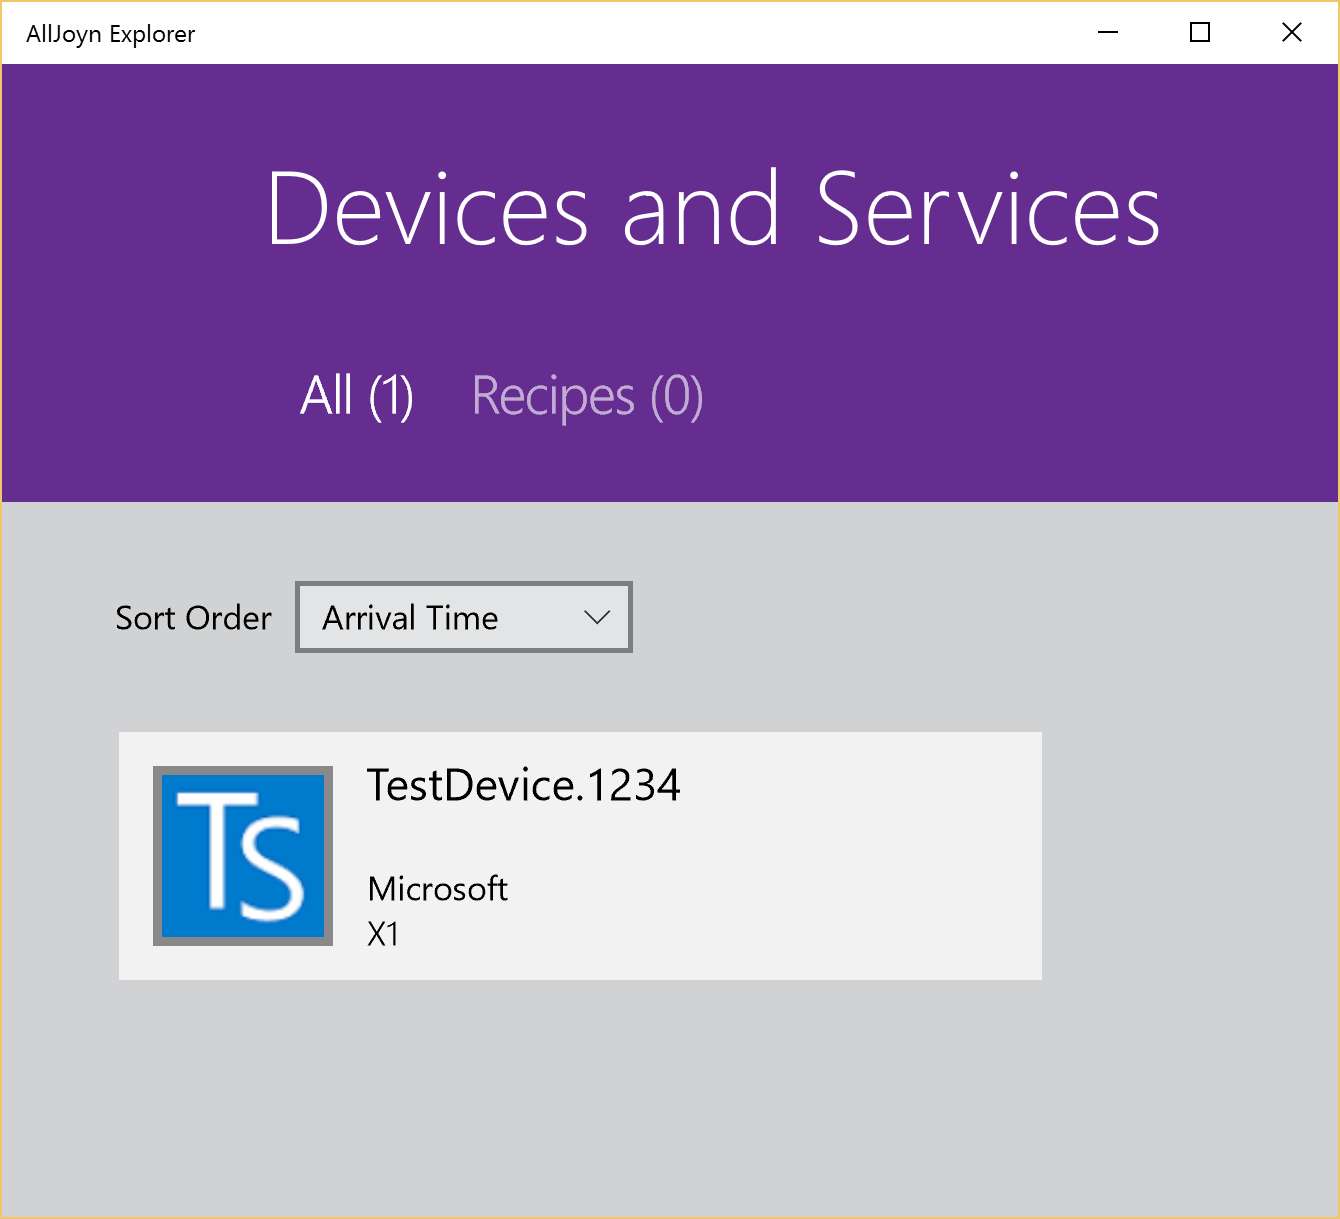 AllJoyn Explorer
Devices and Services
All (1) Recipes (0)
Sort Order Arrival Time
TS
TestDevice.1234
Microsoft
X1